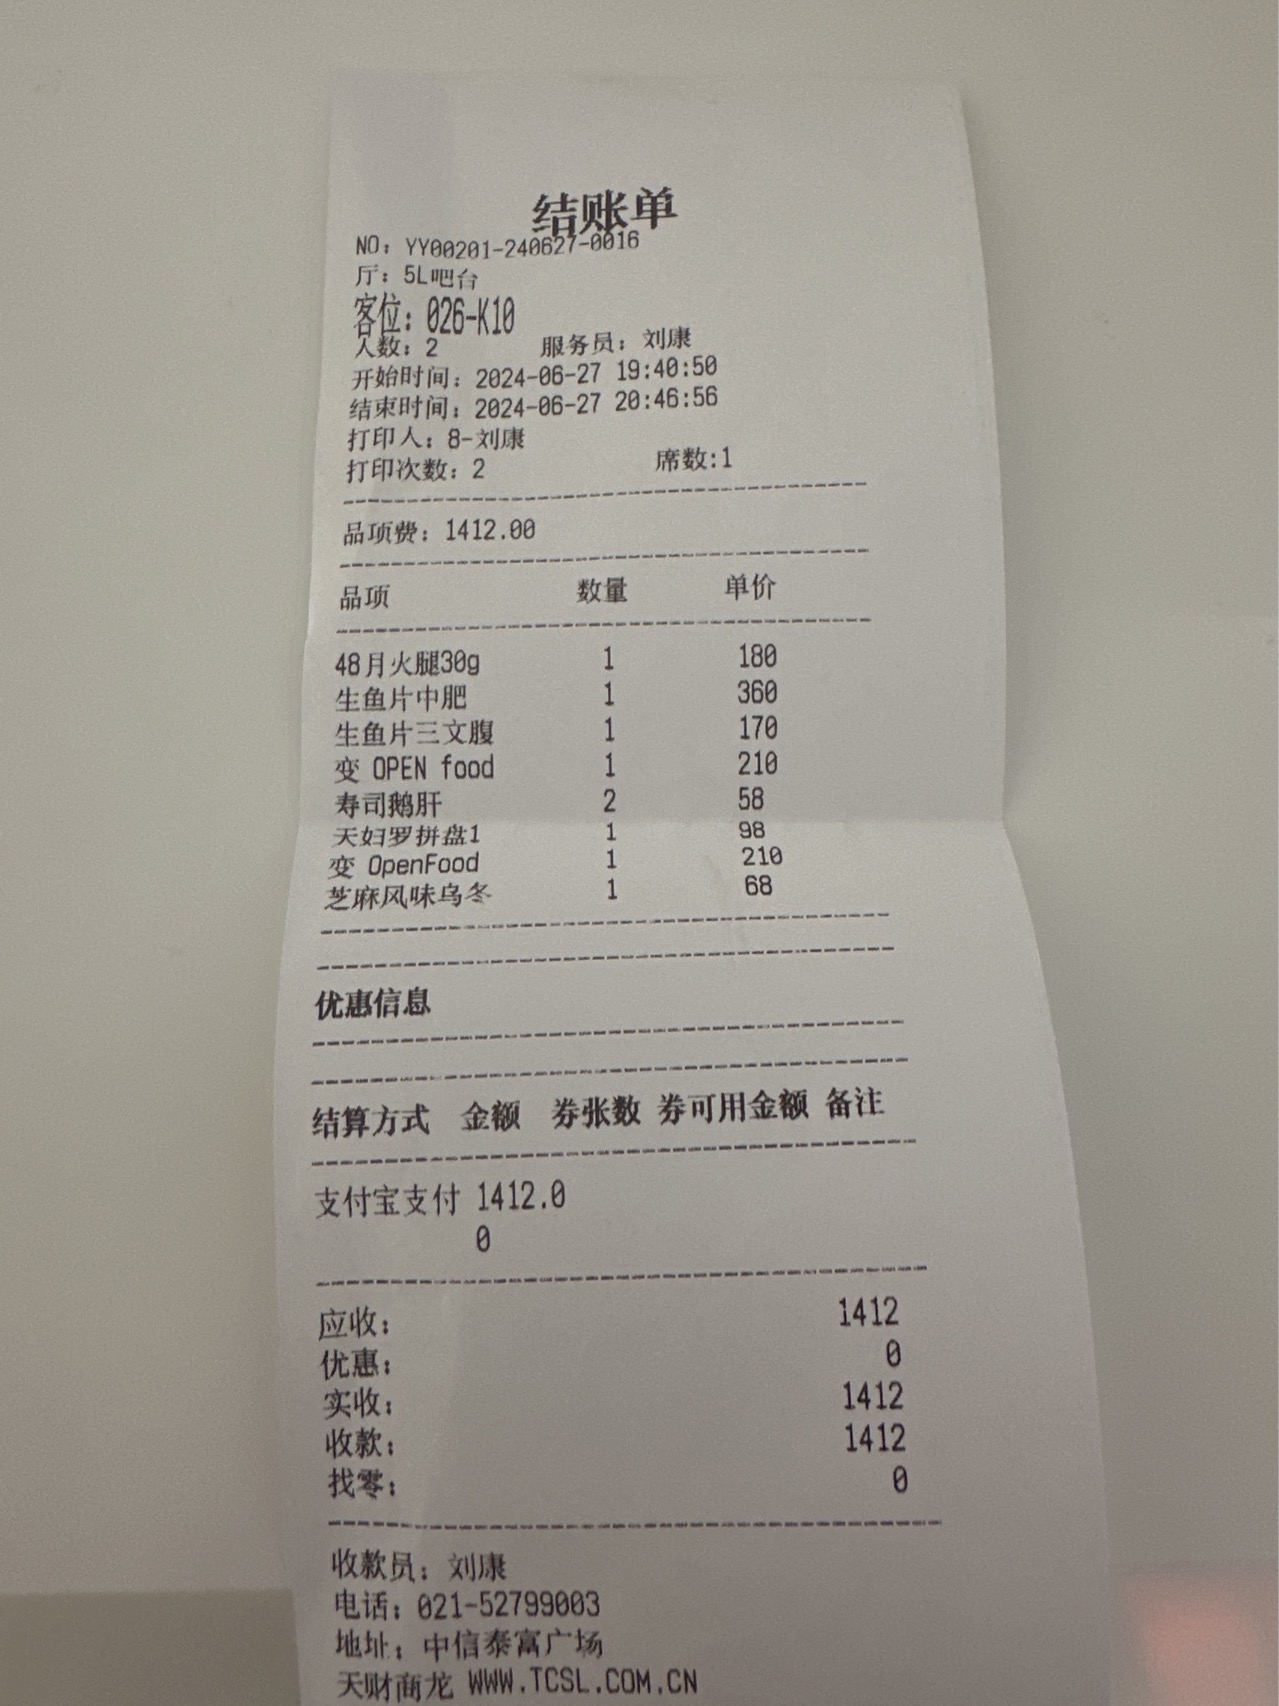 结账单
NO：YY00201-240627-0016
厅：5L吧台
客位：026-K10
人数：2 服务员：刘康
开始时间：2024-06-27 19:40:50
结束时间：2024-06-27 20:46:56
打印人：8-刘康
打印次数：2 席数:1
品项费：1412.00
品项 数量 单价
48月火腿30g 1 180
生鱼片中肥 1 360
生鱼片三文腹 1 170
变 OPEN food 1 210
寿司鹅肝 2 58
天妇罗拼盘1 1 98
变 OpenFood 1 210
芝麻风味乌冬 1 68
优惠信息
结算方式 金额 券张数 券可用金额 备注
支付宝支付 1412.0
0
应收： 1412
优惠： 0
实收： 1412
收款： 1412
找零： 0
收款员：刘康
电话：021-52799003
地址：中信泰富广场
天财商龙 WWW.TCSL.COM.CN